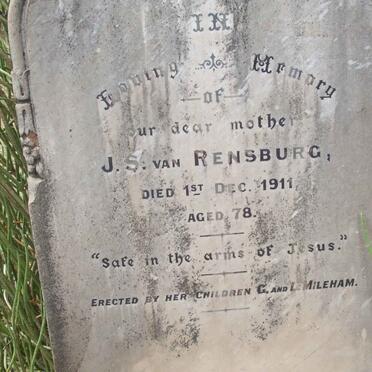 IN
Loving Memory
of
our dear mother
J. S. VAN RENSBURG,
DIED 1ST DEC. 1911,
AGED 78.
"Safe in the arms of Jesus."
ERECTED BY HER CHILDREN G. AND L. MILEHAM.